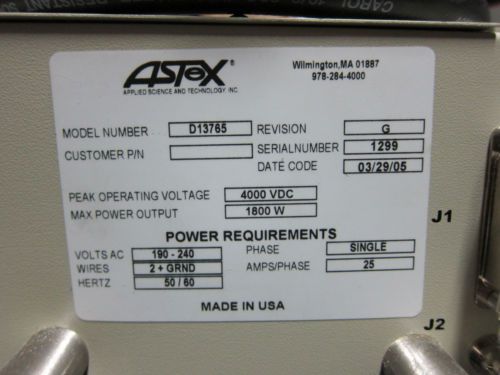 RESISTANT
CAROL
ASTeX®
APPLIED SCIENCE AND TECHNOLOGY INC.
Wilmington,MA 01887
978-284-4000
MODEL NUMBER D13765 REVISION G
CUSTOMER P/N SERIALNUMBER 1299
DATE CODE 03/29/05
PEAK OPERATING VOLTAGE 4000 VDC
MAX POWER OUTPUT 1800 W
J1
POWER REQUIREMENTS
VOLTS AC 190 - 240 PHASE SINGLE
WIRES 2 + GRND AMPS/PHASE 25
HERTZ 50 / 60
MADE IN USA
J2